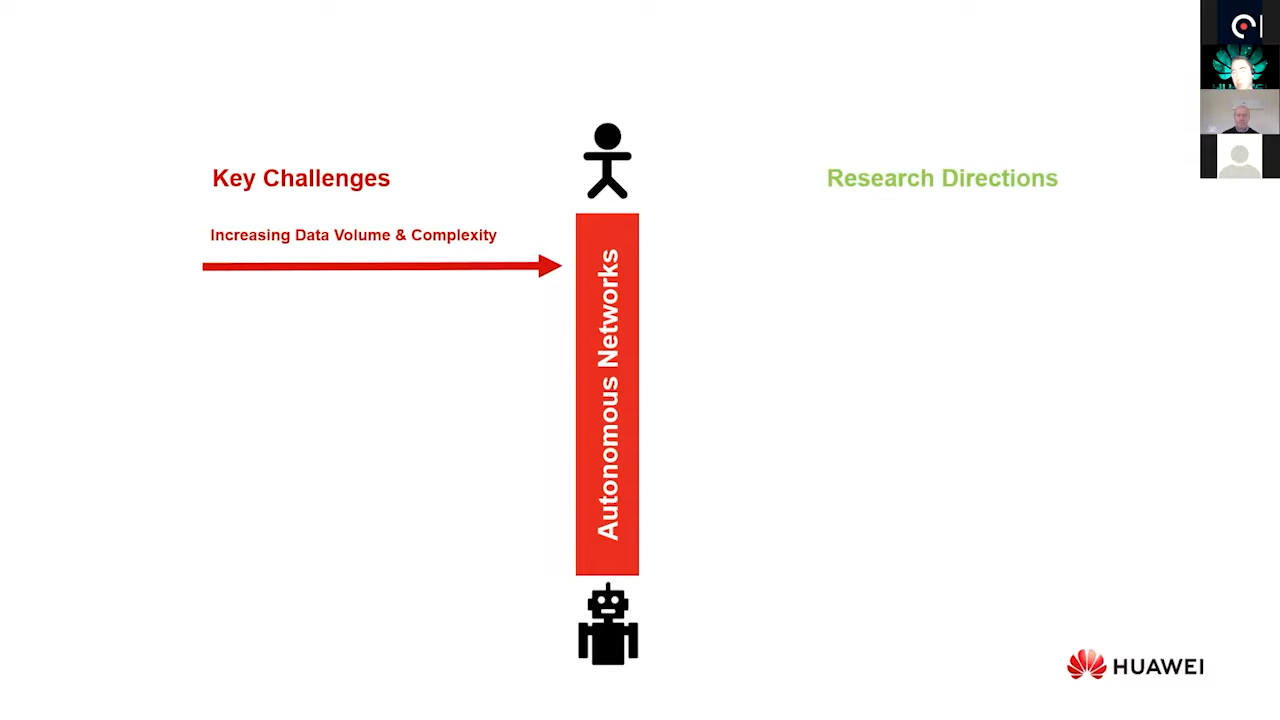 Key Challenges
Research Directions
Increasing Data Volume & Complexity
Autonomous Networks
HUAWEI